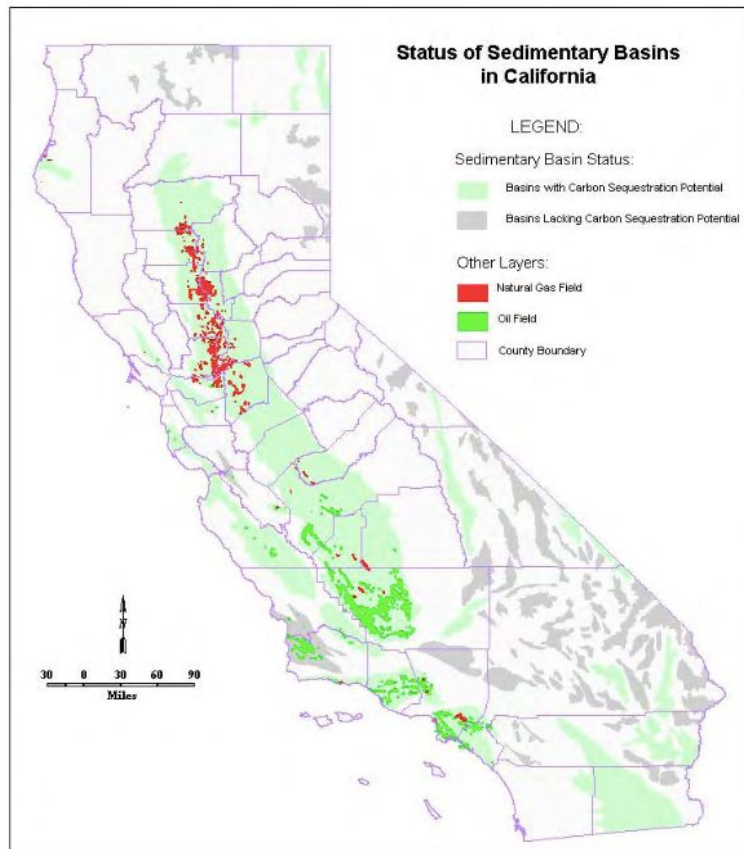 Status of Sedimentary Basins
in California
LEGEND:
Sedimentary Basin Status:
Basins with Carbon Sequestration Potential
Basins Lacking Carbon Sequestration Potential
Other Layers:
Natural Gas Field
Oil Field
County Boundary
N
30 0 30 60 90
Miles